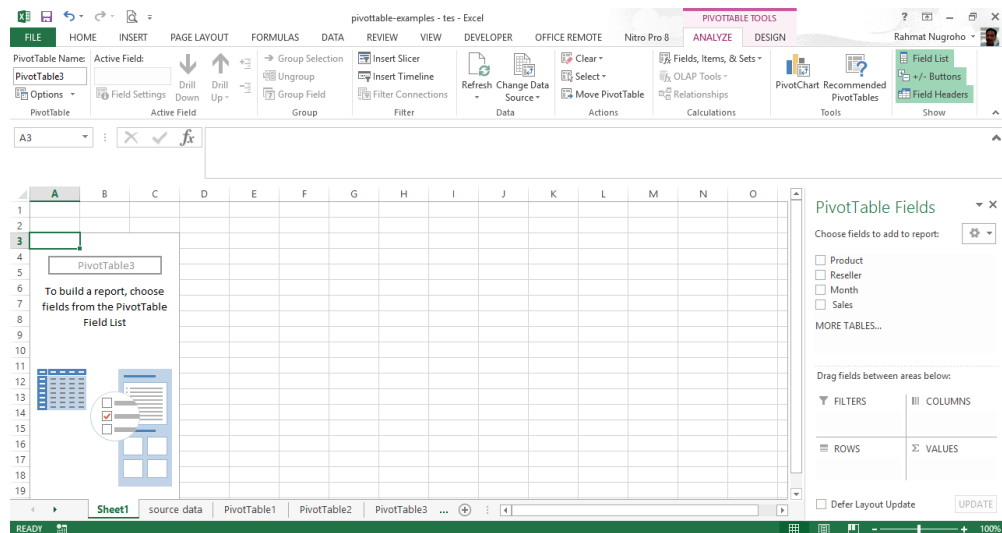 pivottable-examples - tes - Excel
PIVOTTABLE TOOLS
FILE HOME INSERT PAGE LAYOUT FORMULAS DATA REVIEW VIEW DEVELOPER OFFICE REMOTE Nitro Pro 8 ANALYZE DESIGN Rahmat Nugroho
PivotTable Name: Active Field:
PivotTable3
Options
Field Settings
Drill Down
Drill Up
PivotTable
Active Field
Group Selection
Ungroup
Group Field
Group
Insert Slicer
Insert Timeline
Filter Connections
Filter
Refresh
Change Data Source
Data
Clear
Select
Move PivotTable
Actions
Fields, Items, & Sets
OLAP Tools
Relationships
Calculations
PivotChart
Recommended PivotTables
Tools
Field List
+/- Buttons
Field Headers
Show
A3
fx
A B C D E F G H I J K L M N O
1
2
3
4
5
6
7
8
9
10
11
12
13
14
15
16
17
18
19
PivotTable3
To build a report, choose
fields from the PivotTable
Field List
PivotTable Fields
Choose fields to add to report:
Product
Reseller
Month
Sales
MORE TABLES...
Drag fields between areas below:
FILTERS
COLUMNS
ROWS
Σ VALUES
Defer Layout Update
UPDATE
Sheet1 source data PivotTable1 PivotTable2 PivotTable3 ...
READY
100%